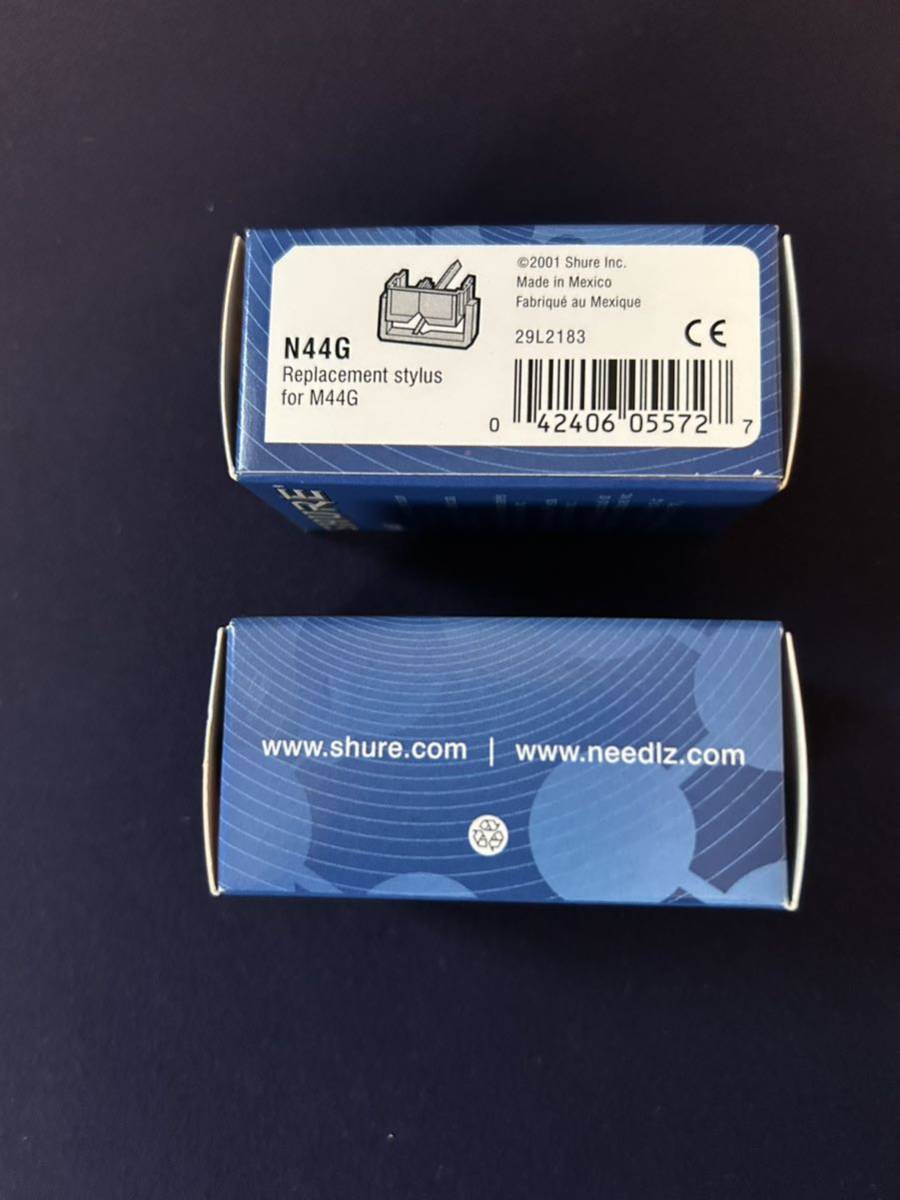 N44G
Replacement stylus
for M44G
©2001 Shure Inc.
Made in Mexico
Fabriqué au Mexique
29L2183
CE
0 42406 05572 7
www.shure.com | www.needlz.com